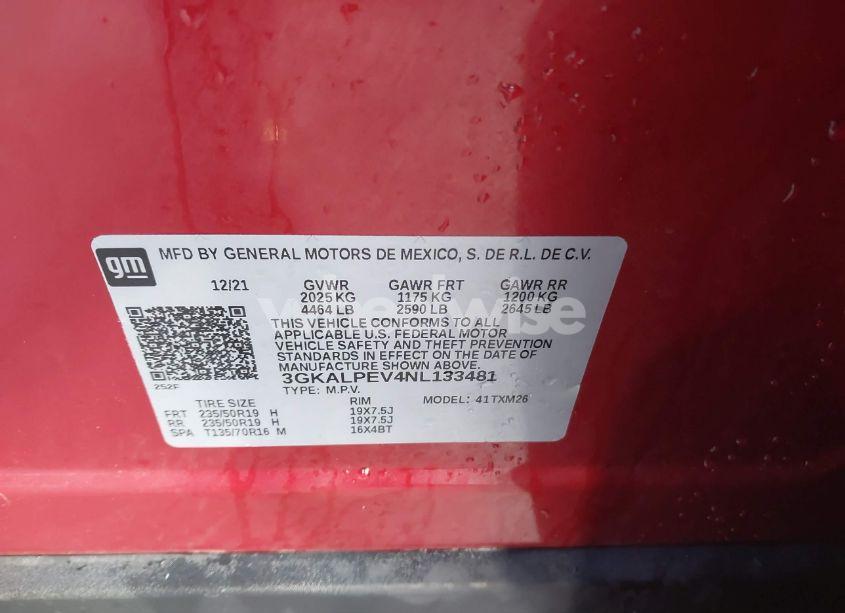 gm
MFD BY GENERAL MOTORS DE MEXICO, S. DE R.L. DE C.V.
12/21 GVWR GAWR FRT GAWR RR
2025 KG 1175 KG 1200 KG
4464 LB 2590 LB 2645 LB
THIS VEHICLE CONFORMS TO ALL
APPLICABLE U.S. FEDERAL MOTOR
VEHICLE SAFETY AND THEFT PREVENTION
STANDARDS IN EFFECT ON THE DATE OF
MANUFACTURE SHOWN ABOVE.
3GKALPEV4NL133481
252F
TYPE: M.P.V. MODEL: 41TXM26
TIRE SIZE RIM
FRT 235/50R19 H 19X7.5J
RR 235/50R19 H 19X7.5J
SPA T135/70R16 M 16X4BT